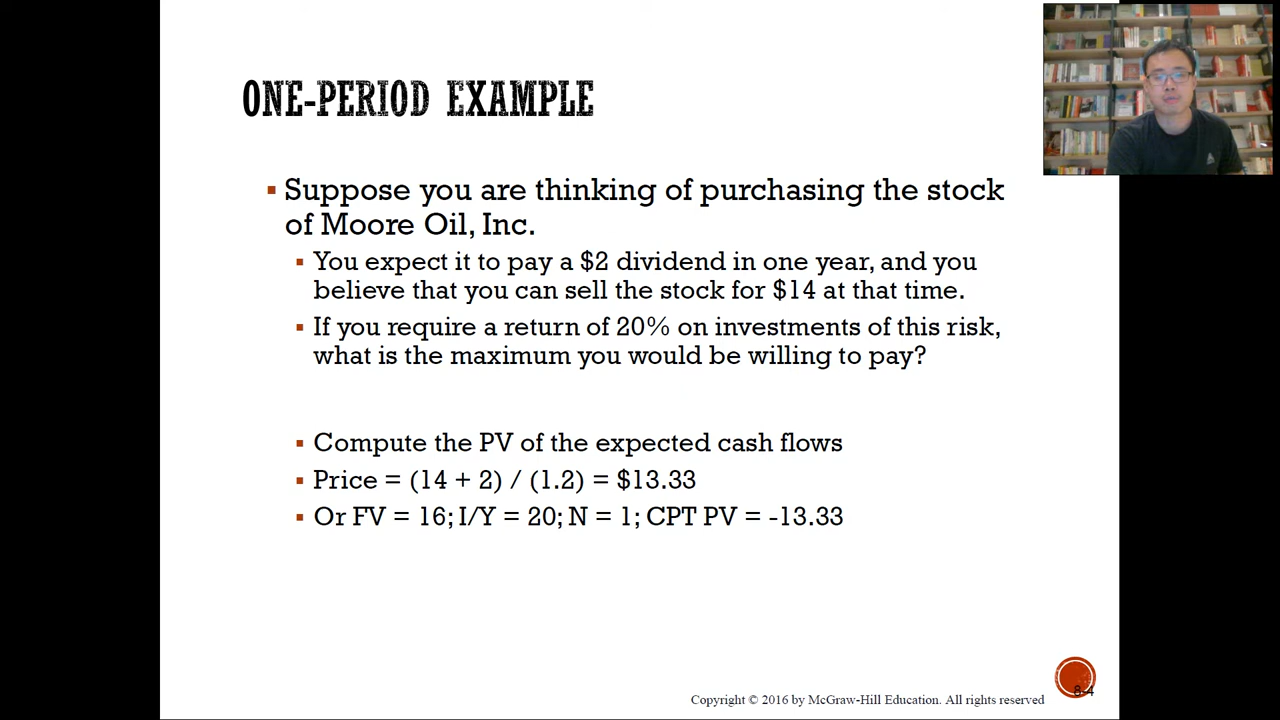 ONE-PERIOD EXAMPLE
▪ Suppose you are thinking of purchasing the stock
of Moore Oil, Inc.
▪ You expect it to pay a $2 dividend in one year, and you
believe that you can sell the stock for $14 at that time.
▪ If you require a return of 20% on investments of this risk,
what is the maximum you would be willing to pay?
▪ Compute the PV of the expected cash flows
▪ Price = (14 + 2) / (1.2) = $13.33
▪ Or FV = 16; I/Y = 20; N = 1; CPT PV = -13.33
8-4
Copyright © 2016 by McGraw-Hill Education. All rights reserved